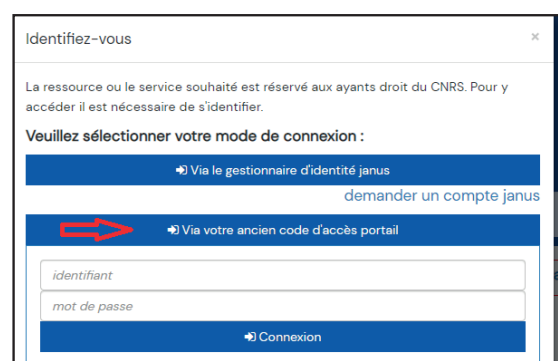 Identifiez-vous ×
La ressource ou le service souhaité est réservé aux ayants droit du CNRS. Pour y
accéder il est nécessaire de s'identifier.
Veuillez sélectionner votre mode de connexion :
Via le gestionnaire d'identité janus
demander un compte janus
Via votre ancien code d'accès portail
identifiant
mot de passe
Connexion